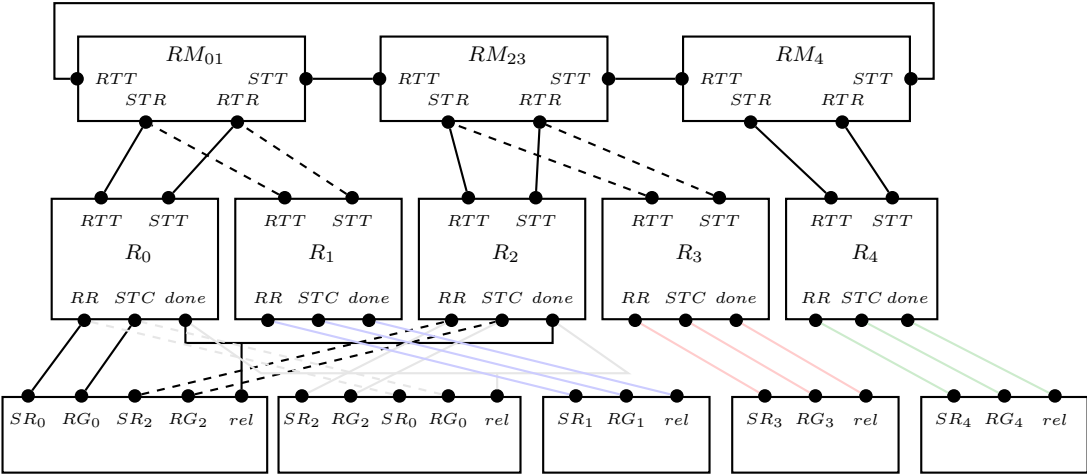 RM₀₁ RM₂₃ RM₄
RTT STT RTT STT RTT STT
STR RTR STR RTR STR RTR
RTT STT RTT STT RTT STT RTT STT RTT STT
R₀ R₁ R₂ R₃ R₄
RR STC done RR STC done RR STC done RR STC done RR STC done
SR₀ RG₀ SR₂ RG₂ rel SR₂ RG₂ SR₀ RG₀ rel SR₁ RG₁ rel SR₃ RG₃ rel SR₄ RG₄ rel